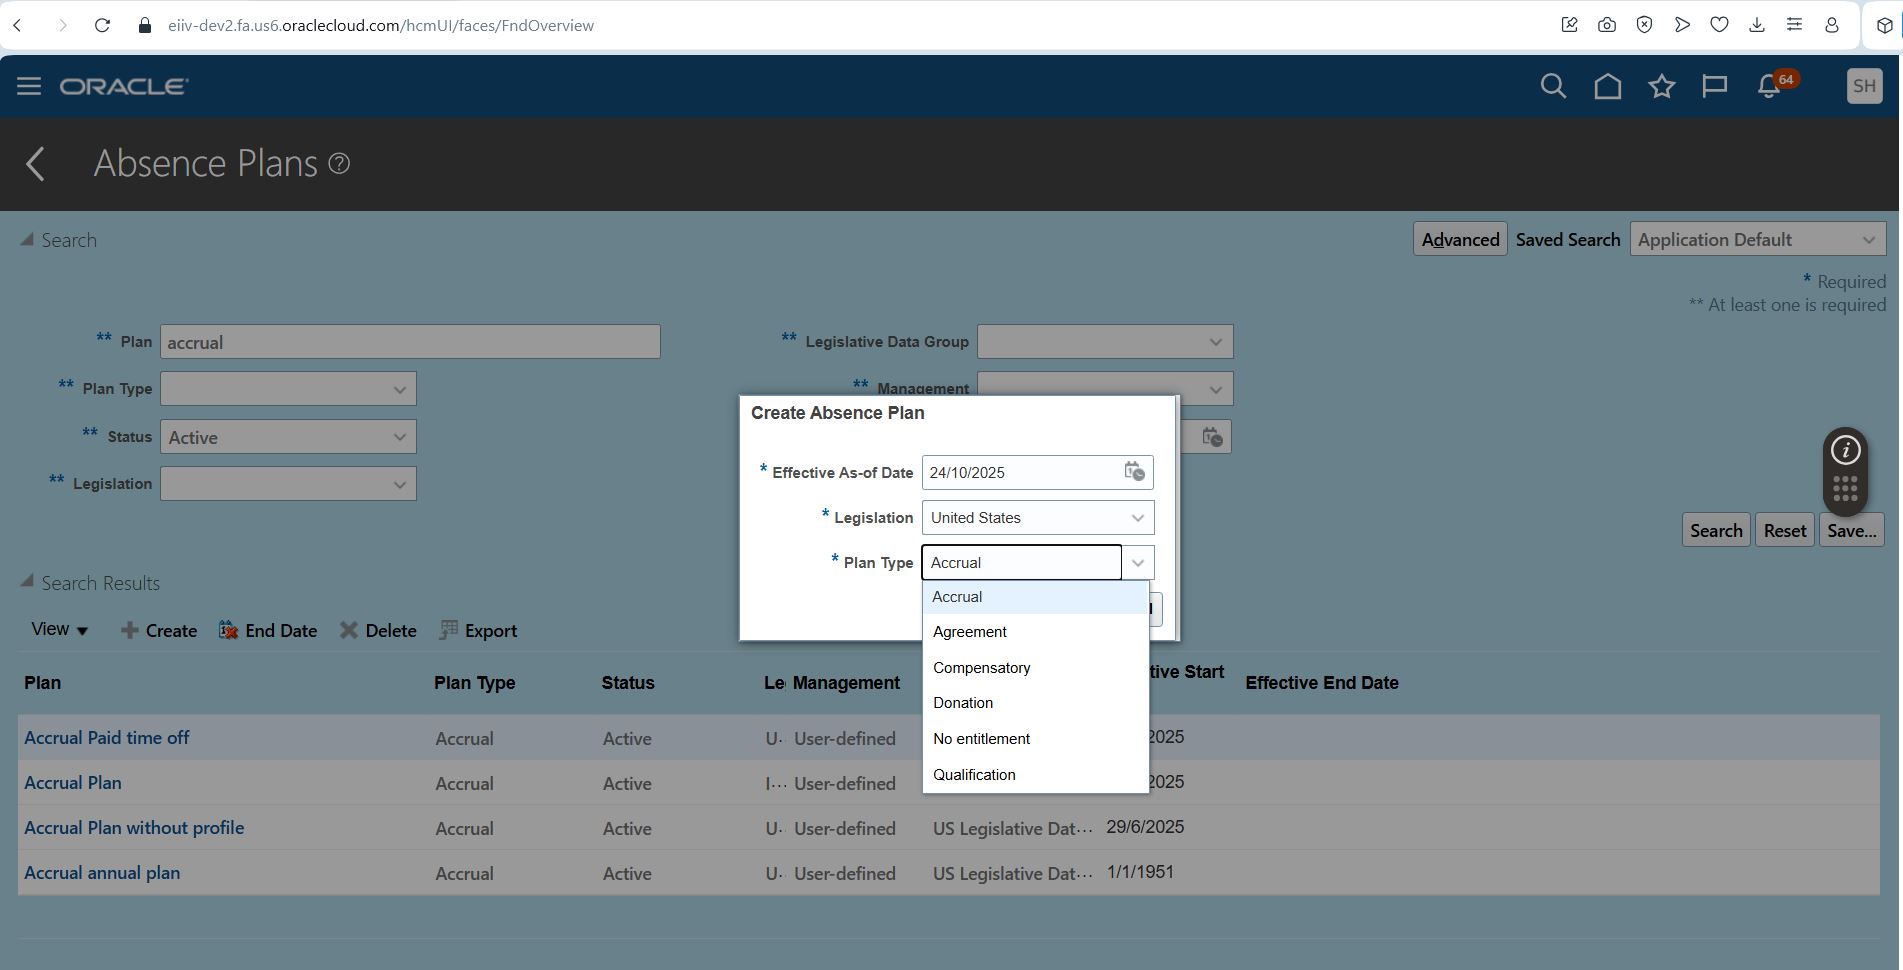 eiiv-dev2.fa.us6.oraclecloud.com/hcmUI/faces/FndOverview
ORACLE
64
SH
Absence Plans ?
Search
Advanced Saved Search Application Default
* Required
** At least one is required
** Plan accrual
** Legislative Data Group
** Plan Type
** Management
** Status Active
** Legislation
Create Absence Plan
* Effective As-of Date 24/10/2025
* Legislation United States
* Plan Type Accrual
Accrual
Agreement
Compensatory
Donation
No entitlement
Qualification
Search Reset Save...
Search Results
View Create End Date Delete Export
Plan Plan Type Status Le Management tive Start Effective End Date
Accrual Paid time off Accrual Active U.. User-defined 2025
Accrual Plan Accrual Active I... User-defined 2025
Accrual Plan without profile Accrual Active U.. User-defined US Legislative Dat... 29/6/2025
Accrual annual plan Accrual Active U.. User-defined US Legislative Dat... 1/1/1951